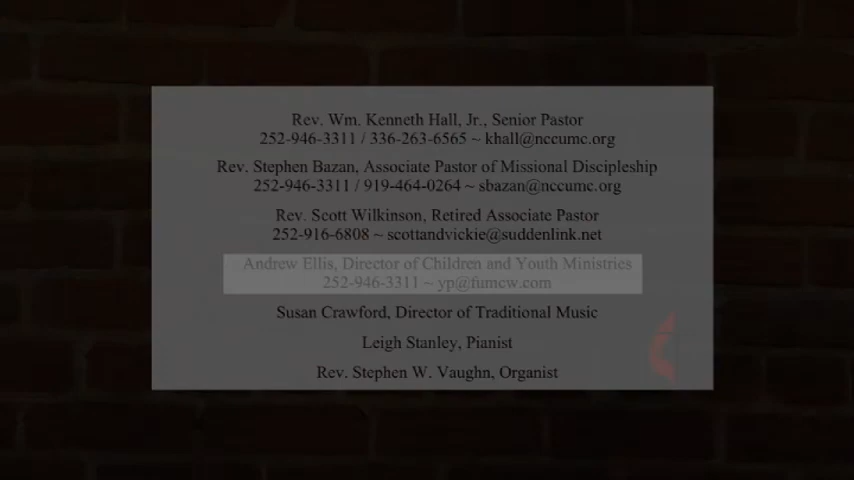 Rev. Wm. Kenneth Hall, Jr., Senior Pastor
252-946-3311 / 336-263-6565 ~ khall@nccumc.org
Rev. Stephen Bazan, Associate Pastor of Missional Discipleship
252-946-3311 / 919-464-0264 ~ sbazan@nccumc.org
Rev. Scott Wilkinson, Retired Associate Pastor
252-916-6808 ~ scottandvickie@suddenlink.net
Andrew Ellis, Director of Children and Youth Ministries
252-946-3311 ~ yp@fumcw.com
Susan Crawford, Director of Traditional Music
Leigh Stanley, Pianist
Rev. Stephen W. Vaughn, Organist